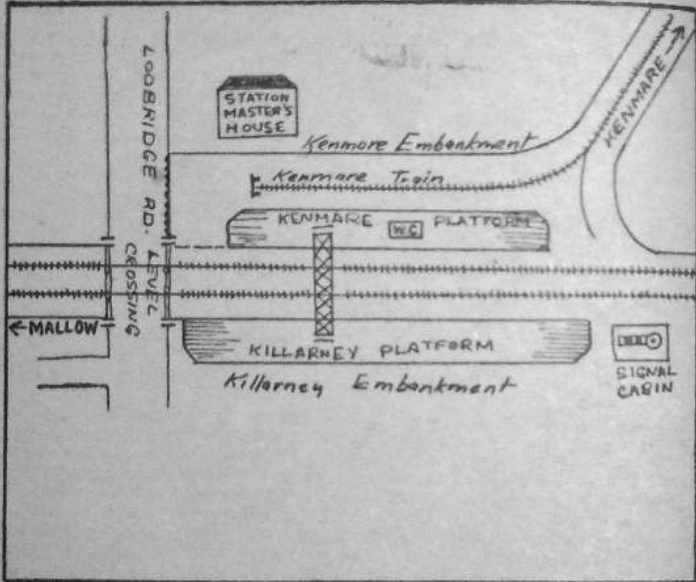 LOOBRIDGE RD.
STATION
MASTER'S
HOUSE
KENMARE →
Kenmore Embankment
Kenmare Train
KENMARE PLATFORM
W.C
LEVEL
CROSSING
← MALLOW
KILLARNEY PLATFORM
Killarney Embankment
SIGNAL
CABIN